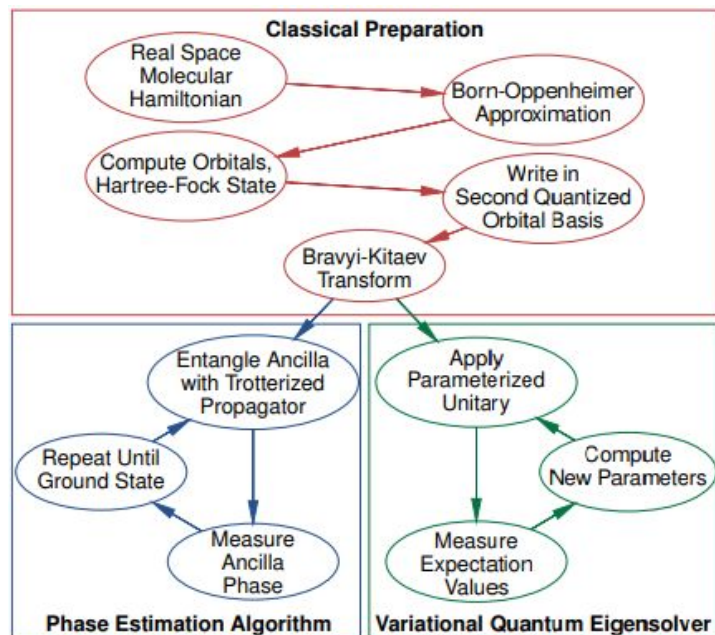 Classical Preparation
Real Space
Molecular
Hamiltonian
Born-Oppenheimer
Approximation
Compute Orbitals,
Hartree-Fock State
Write in
Second Quantized
Orbital Basis
Bravyi-Kitaev
Transform
Entangle Ancilla
with Trotterized
Propagator
Repeat Until
Ground State
Measure
Ancilla
Phase
Phase Estimation Algorithm
Apply
Parameterized
Unitary
Compute
New Parameters
Measure
Expectation
Values
Variational Quantum Eigensolver